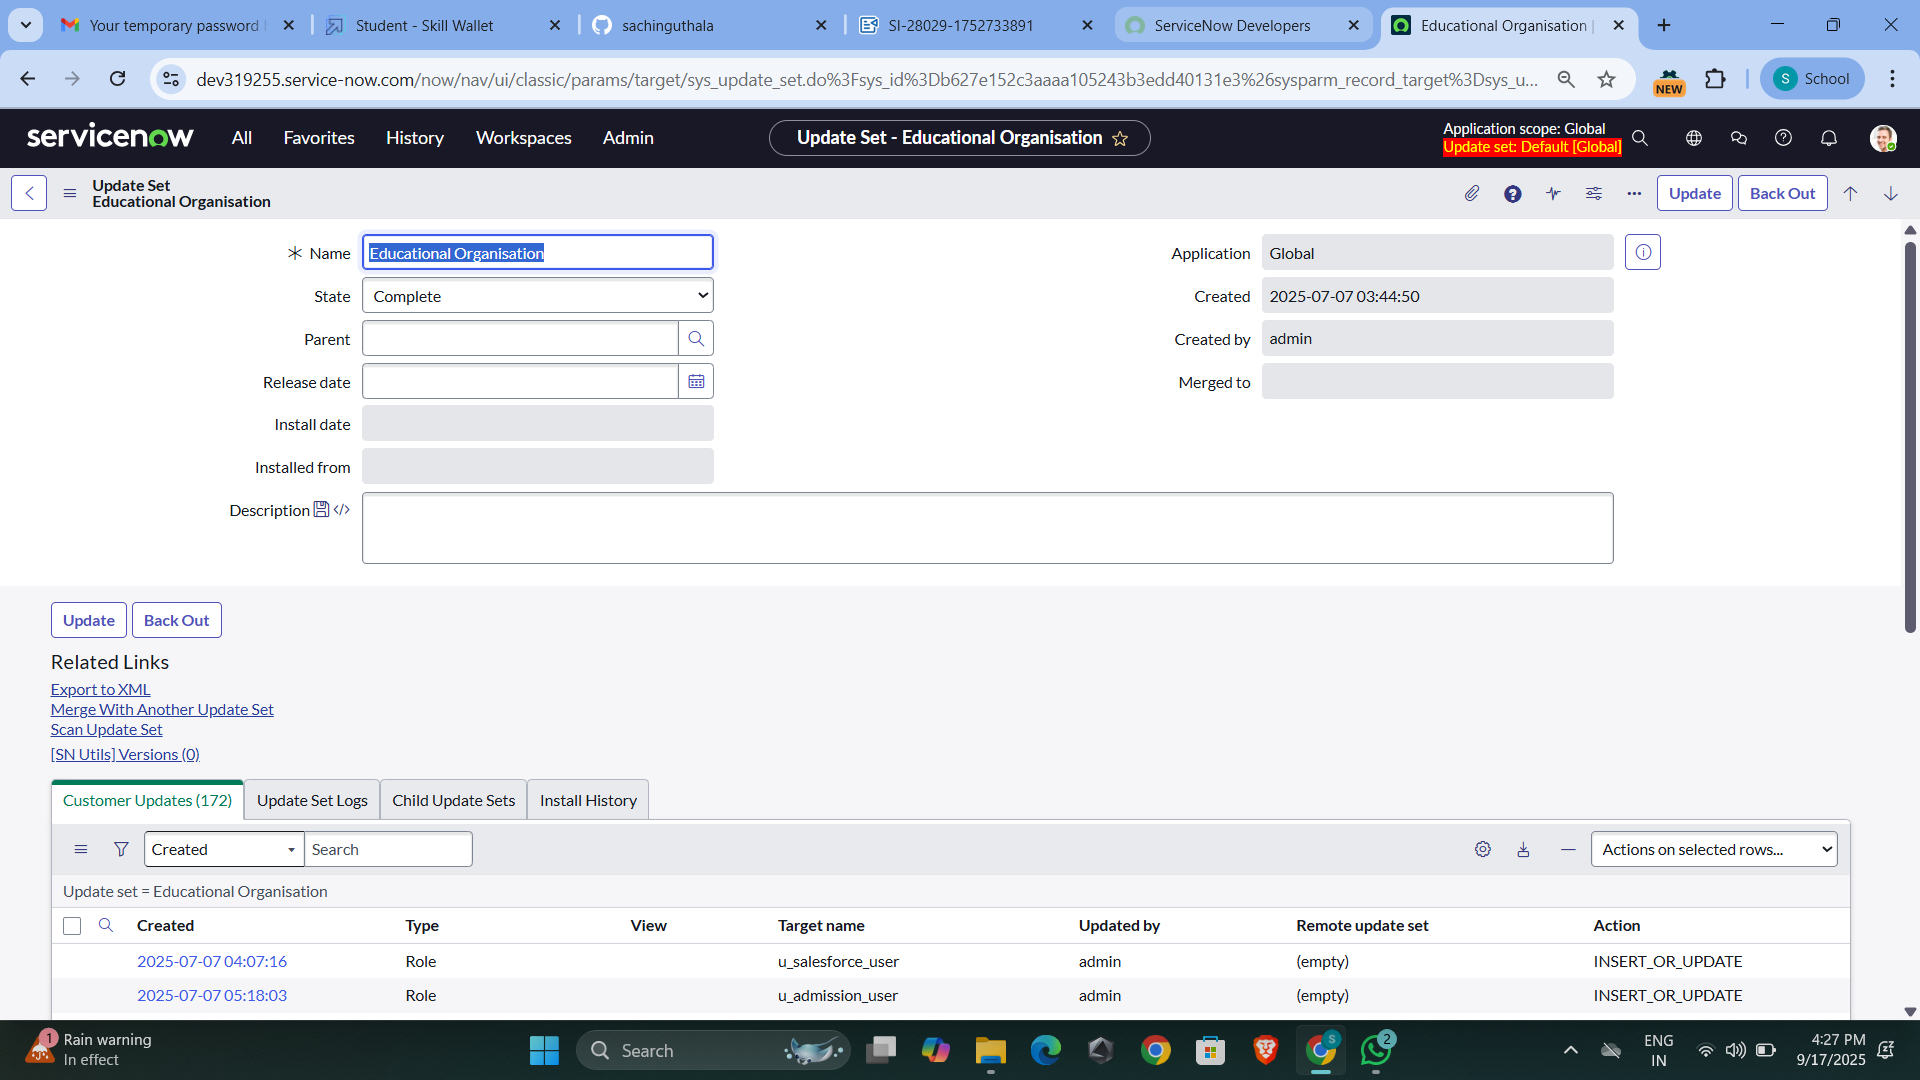 Your temporary password
Student - Skill Wallet
sachinguthala
SI-28029-1752733891
ServiceNow Developers
Educational Organisation |
dev319255.service-now.com/now/nav/ui/classic/params/target/sys_update_set.do%3Fsys_id%3Db627e152c3aaaa105243b3edd40131e3%26sysparm_record_target%3Dsys_u...
NEW
S
School
servicenow
All
Favorites
History
Workspaces
Admin
Update Set - Educational Organisation
Application scope: Global
Update set: Default [Global]
Update Set
Educational Organisation
Update
Back Out
Name
Educational Organisation
State
Complete
Parent
Release date
Install date
Installed from
Description
Application
Global
Created
2025-07-07 03:44:50
Created by
admin
Merged to
Update
Back Out
Related Links
Export to XML
Merge With Another Update Set
Scan Update Set
[SN Utils] Versions (0)
Customer Updates (172)
Update Set Logs
Child Update Sets
Install History
Created
Search
Actions on selected rows...
Update set = Educational Organisation
Created Type View Target name Updated by Remote update set Action
2025-07-07 04:07:16 Role u_salesforce_user admin (empty) INSERT_OR_UPDATE
2025-07-07 05:18:03 Role u_admission_user admin (empty) INSERT_OR_UPDATE
1
Rain warning
In effect
Search
S
2
ENG
IN
4:27 PM
9/17/2025